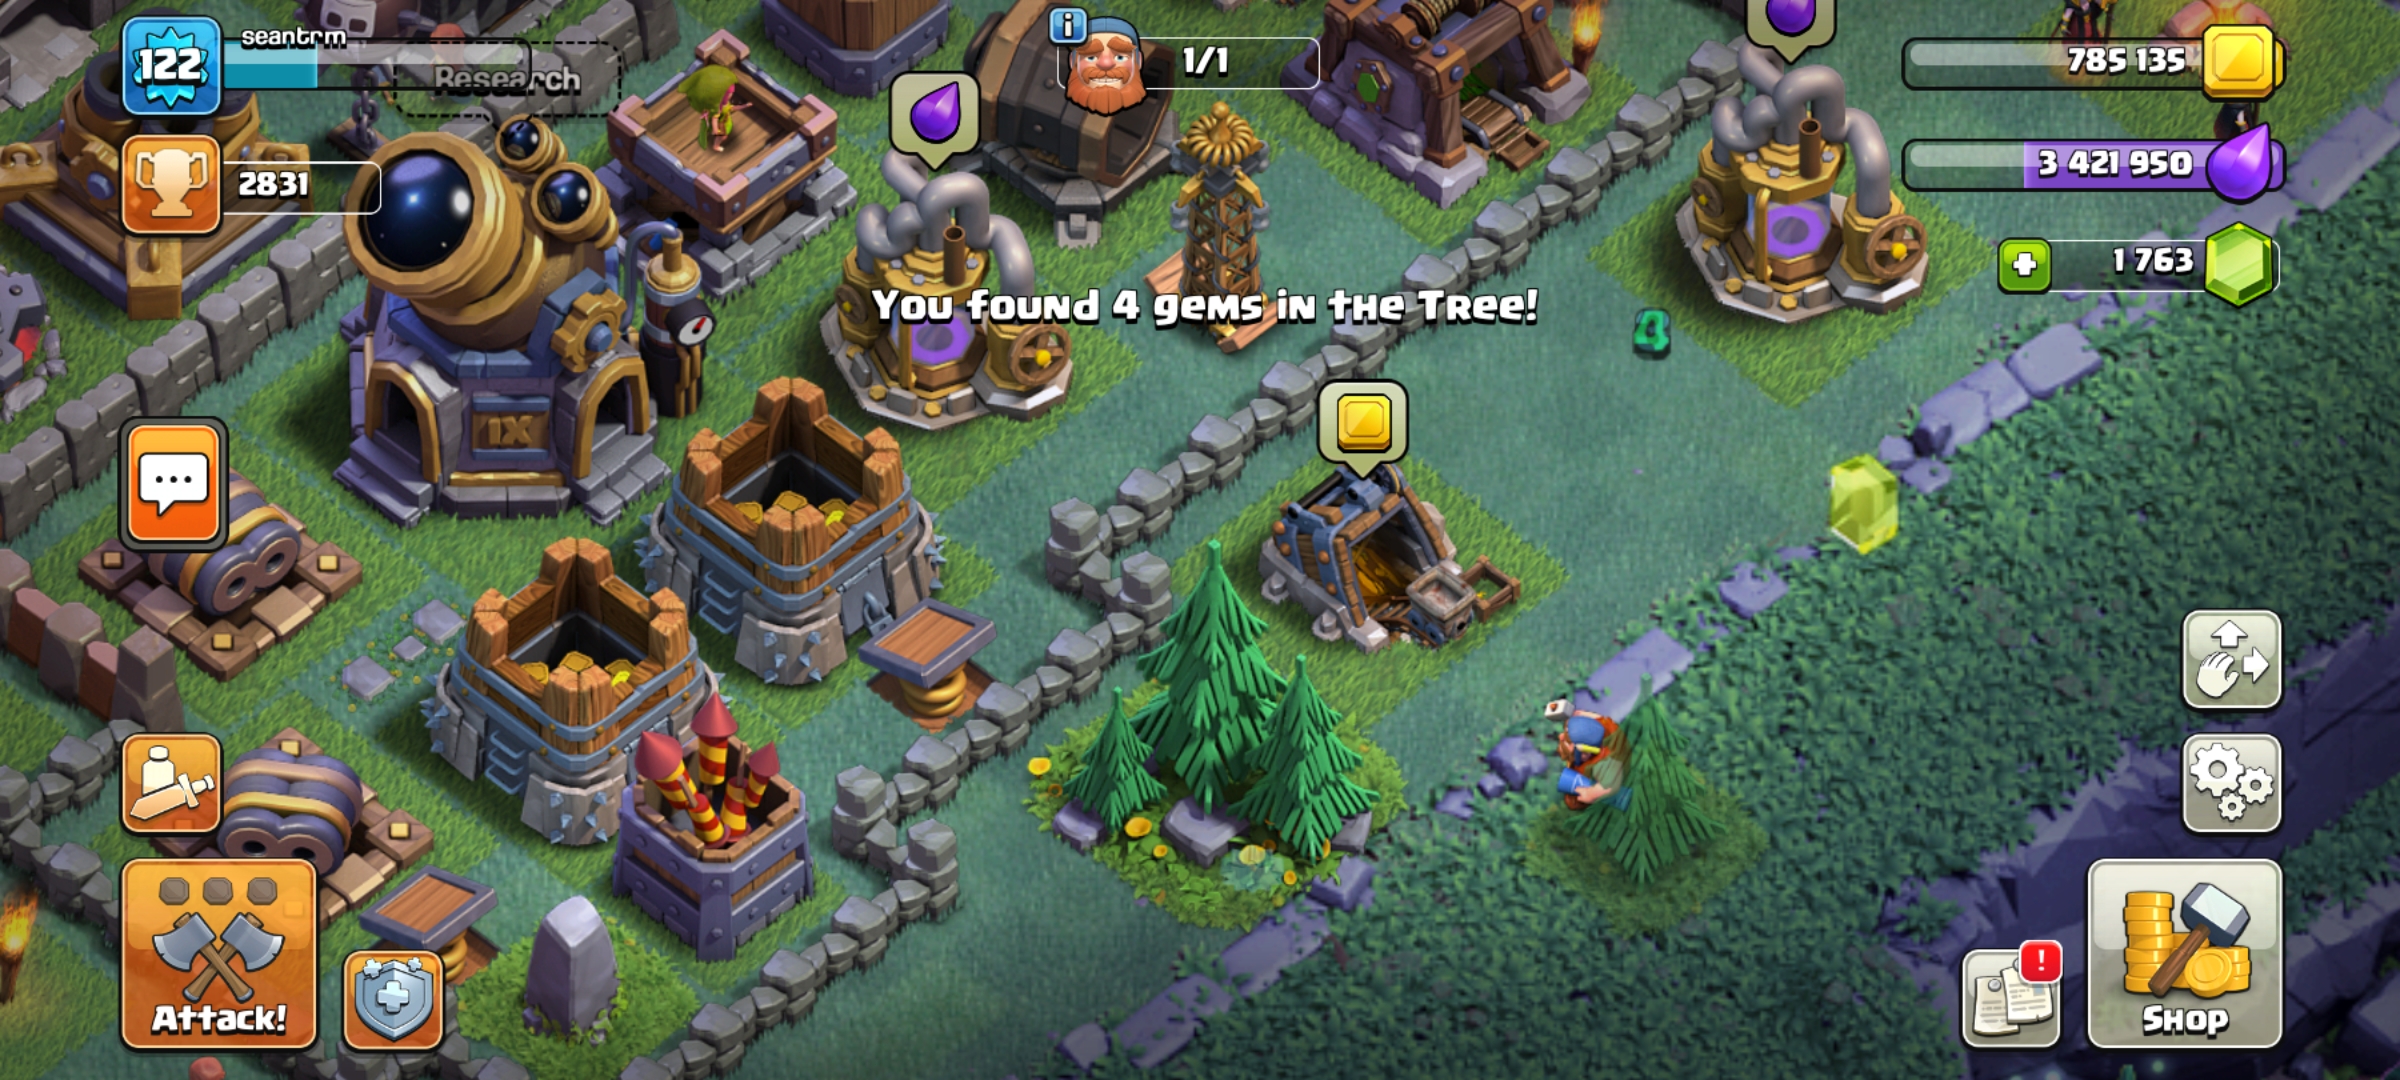 122
seantrm
Research
1/1
785 135
2831
3 421 950
1 763
You found 4 gems in the Tree!
4
IX
Attack!
Shop